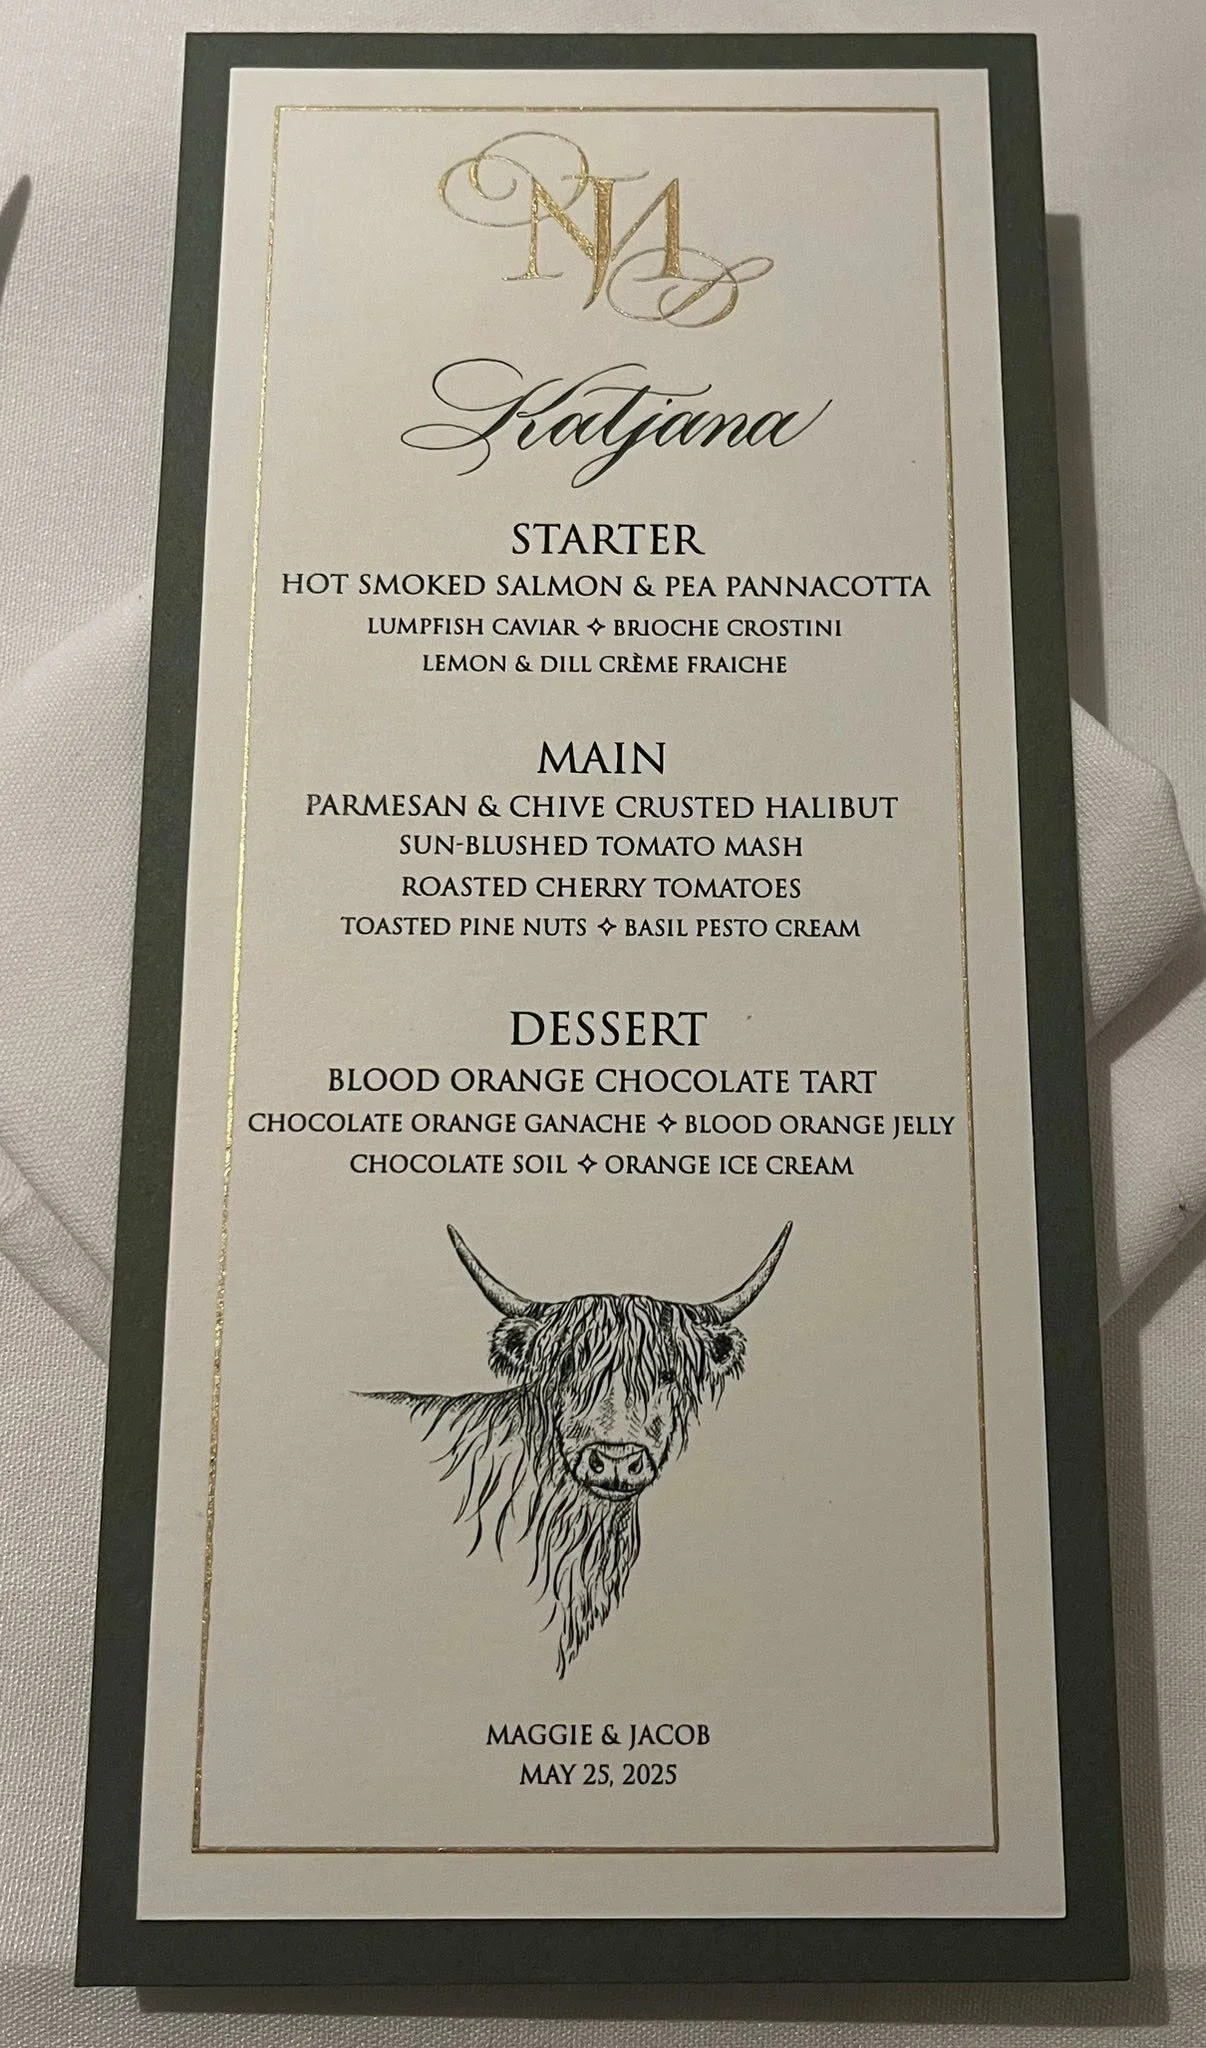 Katjana
STARTER
HOT SMOKED SALMON & PEA PANNACOTTA
LUMPFISH CAVIAR ✧ BRIOCHE CROSTINI
LEMON & DILL CRÈME FRAICHE
MAIN
PARMESAN & CHIVE CRUSTED HALIBUT
SUN-BLUSHED TOMATO MASH
ROASTED CHERRY TOMATOES
TOASTED PINE NUTS ✧ BASIL PESTO CREAM
DESSERT
BLOOD ORANGE CHOCOLATE TART
CHOCOLATE ORANGE GANACHE ✧ BLOOD ORANGE JELLY
CHOCOLATE SOIL ✧ ORANGE ICE CREAM
MAGGIE & JACOB
MAY 25, 2025